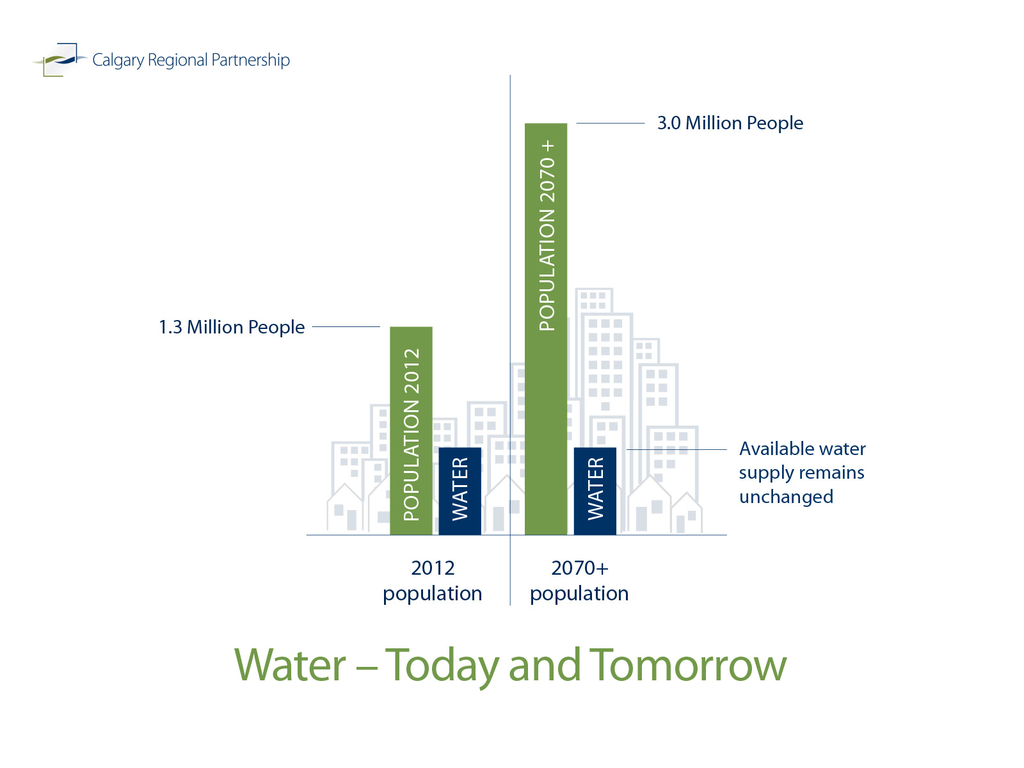 Calgary Regional Partnership
3.0 Million People
POPULATION 2070 +
1.3 Million People
POPULATION 2012
WATER
WATER
Available water
supply remains
unchanged
2012
population
2070+
population
Water – Today and Tomorrow